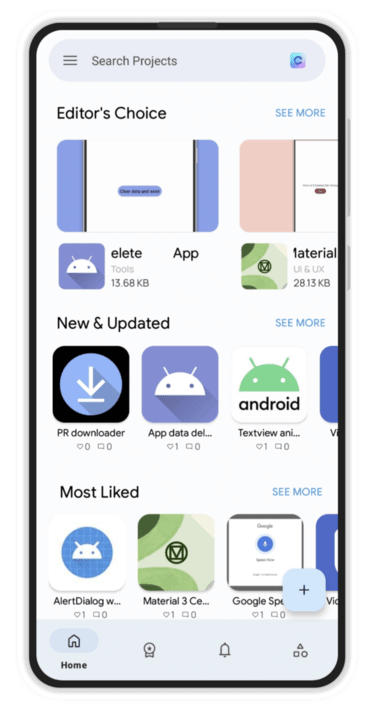 Search Projects
Editor's Choice
SEE MORE
Clear data and exit
elete App
Material
Tools
UI & UX
13.68 KB
28.13 KB
New & Updated
SEE MORE
PR downloader
App data del...
android
Textview ani...
Vi
0 0
1 0
1 0
Most Liked
SEE MORE
Google
AlertDialog w...
Material 3 Ce...
Google Spe
Vid
1 0
1 0
1 0
+
Home